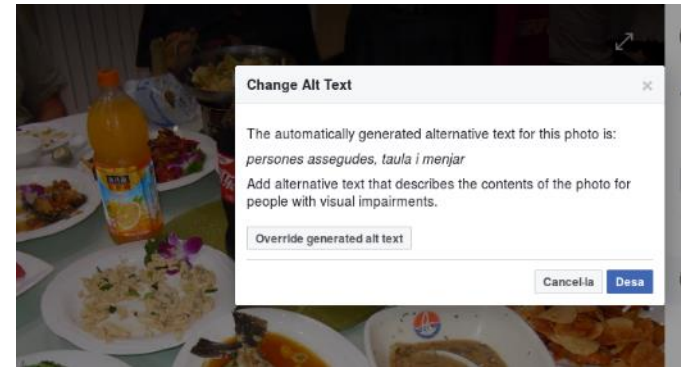 Change Alt Text
×
The automatically generated alternative text for this photo is:
persones assegudes, taula i menjar
Add alternative text that describes the contents of the photo for
people with visual impairments.
Override generated alt text
Cancel·la Desa